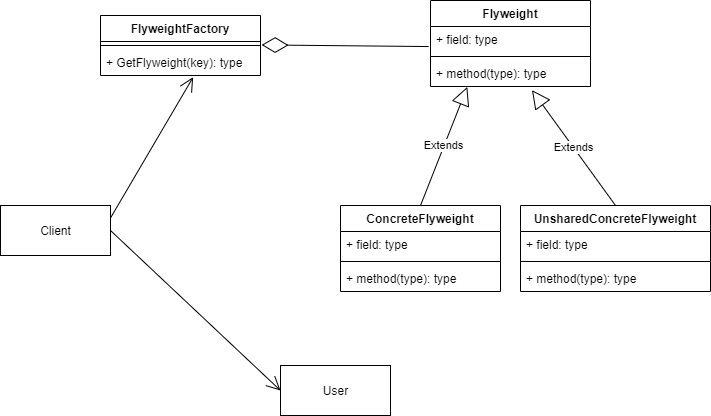 FlyweightFactory
+ GetFlyweight(key): type
Flyweight
+ field: type
+ method(type): type
Extends
Extends
Client
ConcreteFlyweight
+ field: type
+ method(type): type
UnsharedConcreteFlyweight
+ field: type
+ method(type): type
User